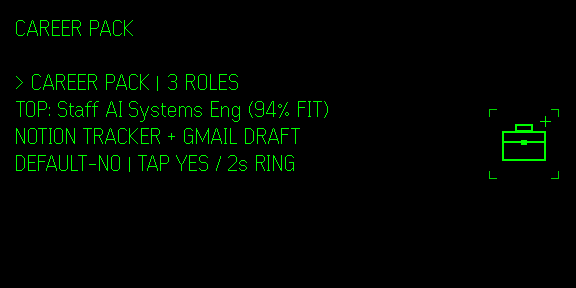 CAREER PACK
> CAREER PACK | 3 ROLES
TOP: Staff AI Systems Eng (94% FIT)
NOTION TRACKER + GMAIL DRAFT
DEFAULT-NO | TAP YES / 2s RING